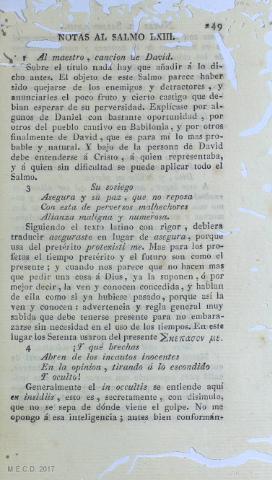 249
NOTAS AL SALMO LXIII.
1 Al maestro, cancion de David.
Sobre el título nada hay que añadir á lo di-
cho antes. El objeto de este Salmo parece haber
sido quejarse de los enemigos y detractores, y
anunciarles el poco fruto y cierto castigo que de-
bian esperar de su perversidad. Explícase por al-
gunos de Daniel con bastante oportunidad, por
otros del pueblo cautivo en Babilonia, y por otros
finalmente de David, que es para mí lo mas pro-
bable y natural. Y bajo de la persona de David
debe entenderse á Cristo, á quien representaba,
y á quien sin dificultad se puede aplicar todo el
Salmo.
3 Su sosiego
Asegura y su paz, que no reposa
Con esta de perversos malhechores
Alianza maligna y numerosa.
Siguiendo el texto latino con rigor, debiera
traducir aseguraste en lugar de asegura, porque
usa del pretérito protexisti me. Mas para los pro-
fetas el tiempo pretérito y el futuro son como el
presente; y cuando nos parece que no hacen mas
que pedir una cosa á Dios, ya la suponen, ó por
mejor decir, la ven y conocen concedida, y hablan
de ella como si ya hubiese pasado, porque así la
ven y conocen: advertencia y regla general muy
sabida que debe tenerse presente para no embara-
zarse sin necesidad en el uso de los tiempos. En este
lugar los Setenta usaron del presente Σκεπασον με.
4 ¡Y qué brechas
Abren de los incautos inocentes
En la opinion, tirando á lo escondido
Y oculto!
Generalmente el in occultis se entiende aquí
en insidiis, esto es, secretamente, con disimulo,
que no se sepa de dónde viene el golpe. No me
opongo á esa inteligencia; antes bien conformán-
M.E.C.D. 2017